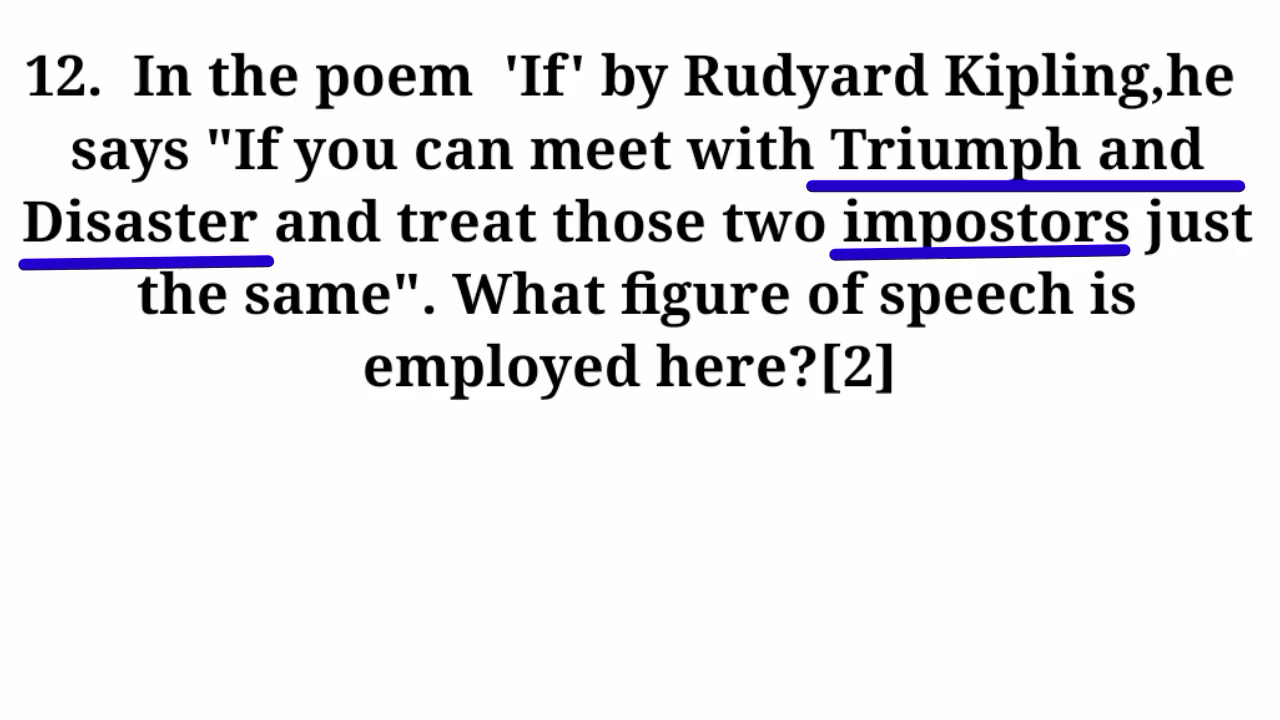 12.  In the poem  'If' by Rudyard Kipling,he
says "If you can meet with Triumph and
Disaster and treat those two impostors just
the same". What figure of speech is
employed here?[2]